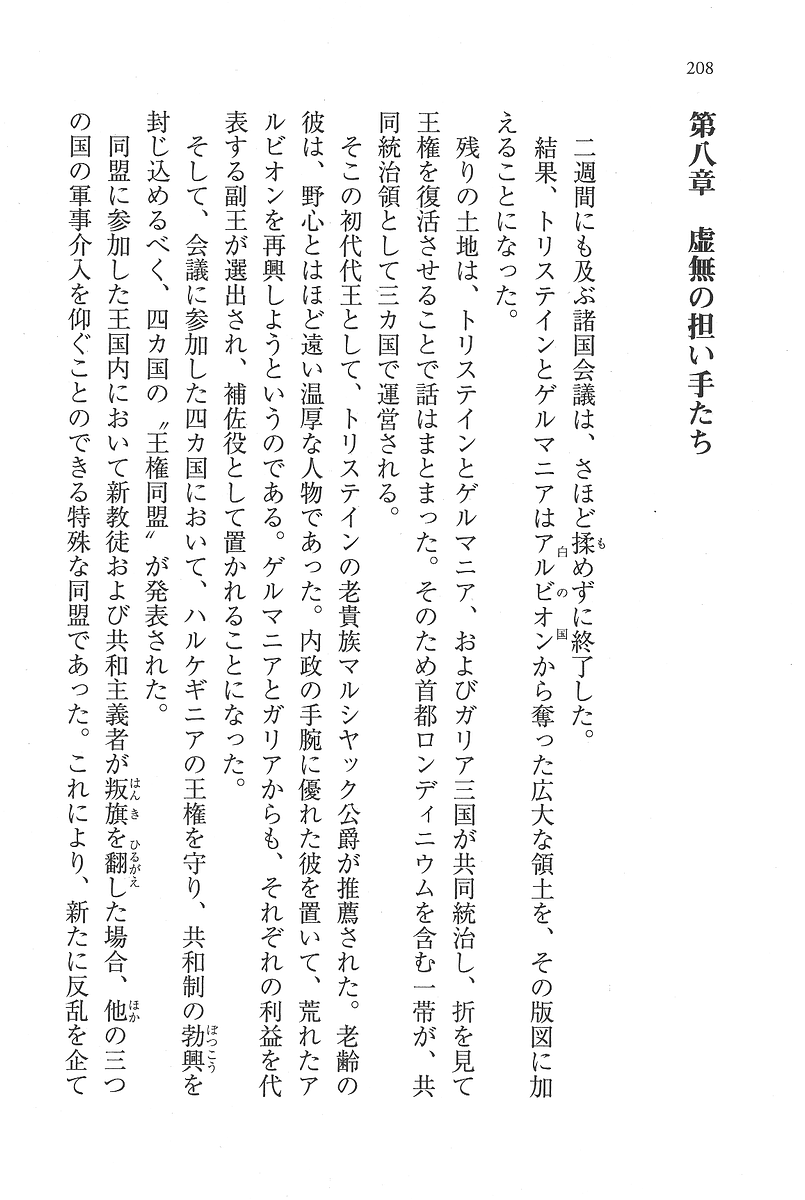 208
第八章　虚無の担い手たち
二週間にも及ぶ諸国会議は、さほど揉めずに終了した。
結果、トリステインとゲルマニアはアルビオンから奪った広大な領土を、その版図に加
えることになった。
残りの土地は、トリステインとゲルマニア、およびガリア三国が共同統治し、折を見て
王権を復活させることで話はまとまった。そのため首都ロンディニウムを含む一帯が、共
同統治領として三カ国で運営される。
そこの初代代王として、トリステインの老貴族マルシヤック公爵が推薦された。老齢の
彼は、野心とはほど遠い温厚な人物であった。内政の手腕に優れた彼を置いて、荒れたア
ルビオンを再興しようというのである。ゲルマニアとガリアからも、それぞれの利益を代
表する副王が選出され、補佐役として置かれることになった。
そして、会議に参加した四カ国において、ハルケギニアの王権を守り、共和制の勃興を
封じ込めるべく、四カ国の〝王権同盟〟が発表された。
同盟に参加した王国内において新教徒および共和主義者が叛旗を翻した場合、他の三つ
の国の軍事介入を仰ぐことのできる特殊な同盟であった。これにより、新たに反乱を企て
も
白の国
ぼっこう
はんき
ひるがえ
ほか